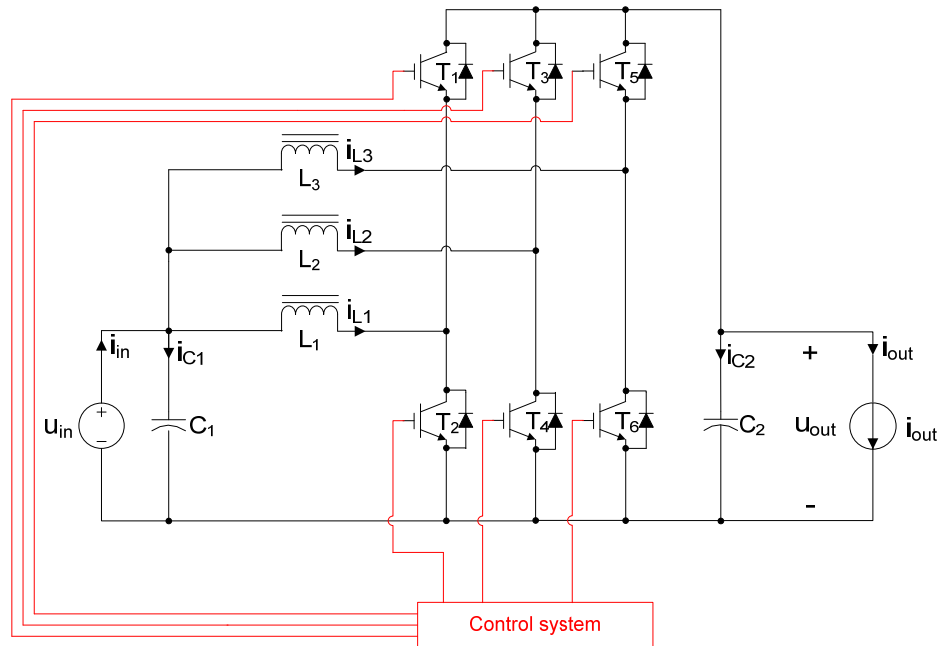 T1
T3
T5
iL3
L3
iL2
L2
iL1
L1
iin
iC1
iC2
+
iout
uin
+
−
C1
T2
T4
T6
C2
uout
iout
-
Control system